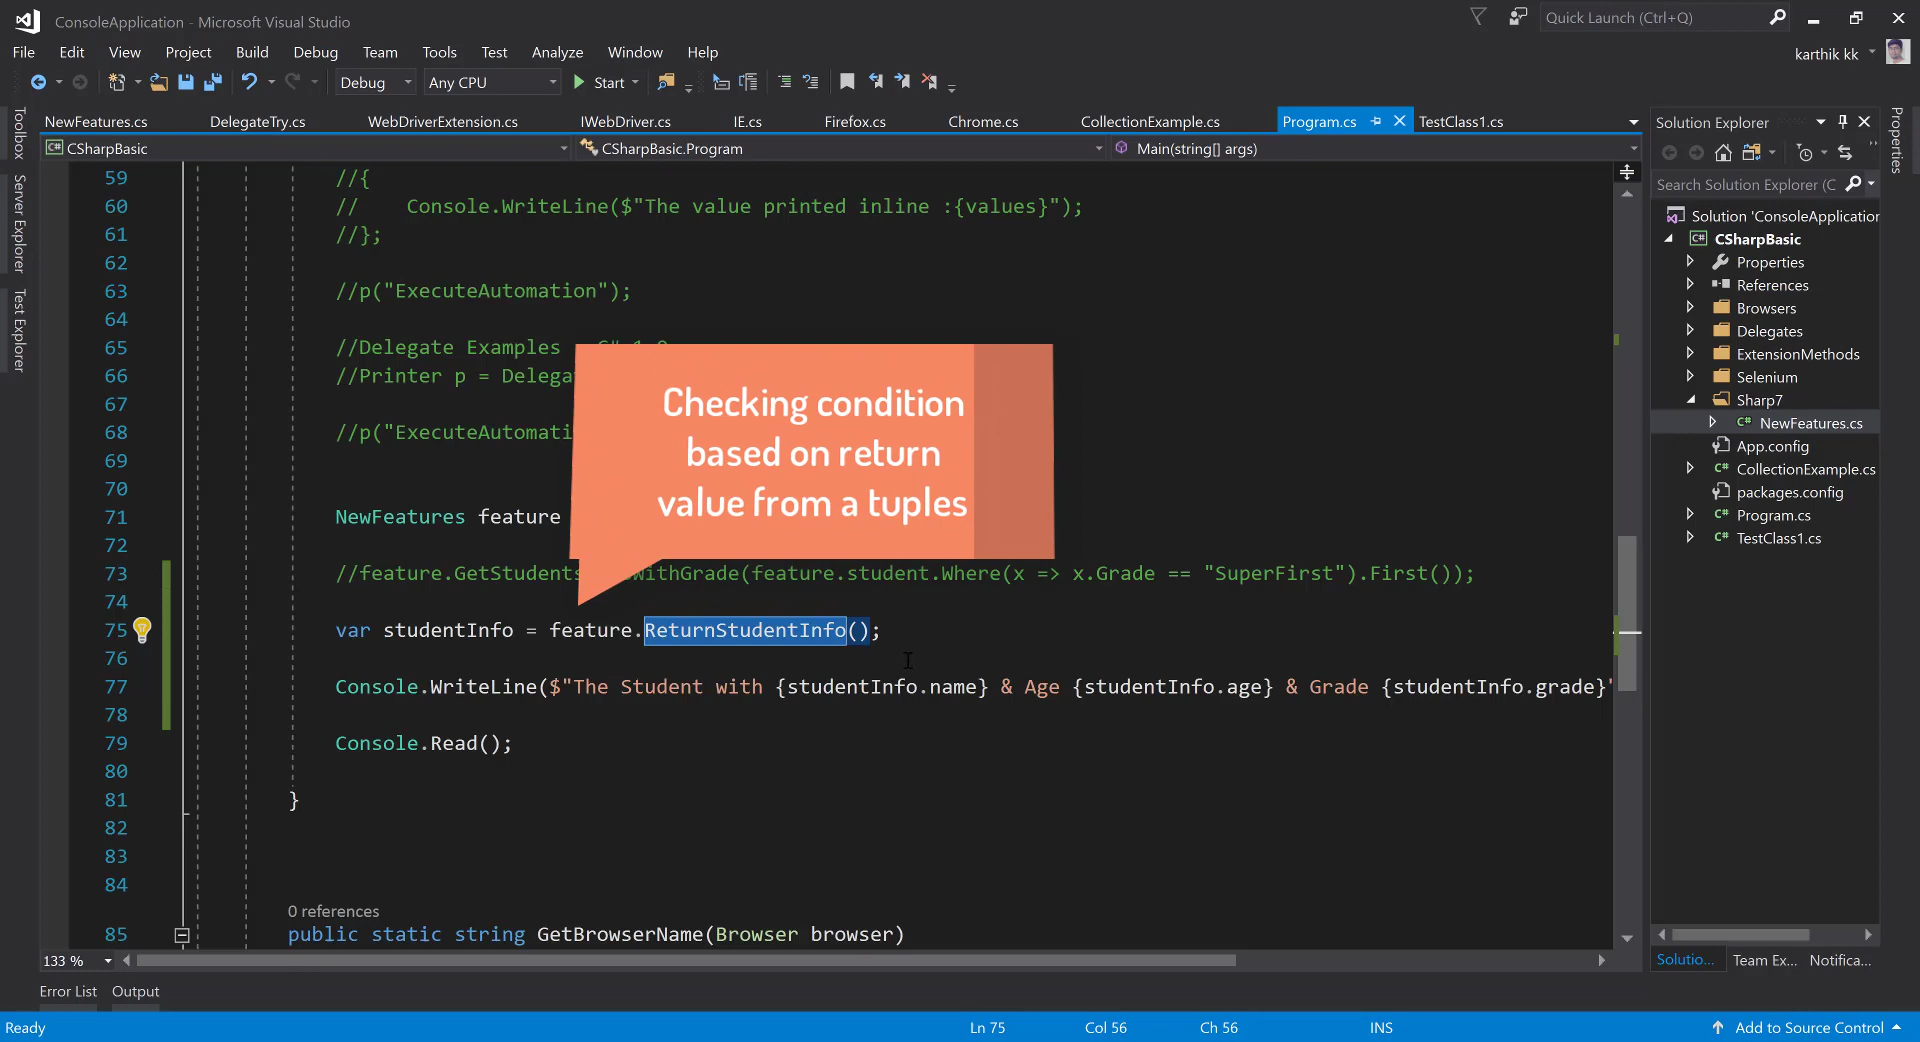 ConsoleApplication - Microsoft Visual Studio
Quick Launch (Ctrl+Q)
File Edit View Project Build Debug Team Tools Test Analyze Window Help
karthik kk
Debug Any CPU Start
NewFeatures.cs DelegateTry.cs WebDriverExtension.cs IWebDriver.cs IE.cs Firefox.cs Chrome.cs CollectionExample.cs Program.cs TestClass1.cs
CSharpBasic CSharpBasic.Program Main(string[] args)
59 //{
60 //    Console.WriteLine($"The value printed inline :{values}");
61 //};
62
63 //p("ExecuteAutomation");
64
65 //Delegate Examples
66 //Printer p = Delega
67
68 //p("ExecuteAutomati
69
70
71 NewFeatures feature
72
73 //feature.GetStudents WithGrade(feature.student.Where(x => x.Grade == "SuperFirst").First());
74
75 var studentInfo = feature.ReturnStudentInfo();
76
77 Console.WriteLine($"The Student with {studentInfo.name} & Age {studentInfo.age} & Grade {studentInfo.grade}"
78
79 Console.Read();
80
81 }
82
83
84
0 references
85 public static string GetBrowserName(Browser browser)
Checking condition
based on return
value from a tuples
133 %
Toolbox
Server Explorer
Test Explorer
Solution Explorer
Search Solution Explorer (C
Solution 'ConsoleApplication
C# CSharpBasic
Properties
References
Browsers
Delegates
ExtensionMethods
Selenium
Sharp7
C# NewFeatures.cs
App.config
C# CollectionExample.cs
packages.config
C# Program.cs
C# TestClass1.cs
Solutio... Team Ex... Notifica...
Properties
Error List Output
Ready Ln 75 Col 56 Ch 56 INS Add to Source Control